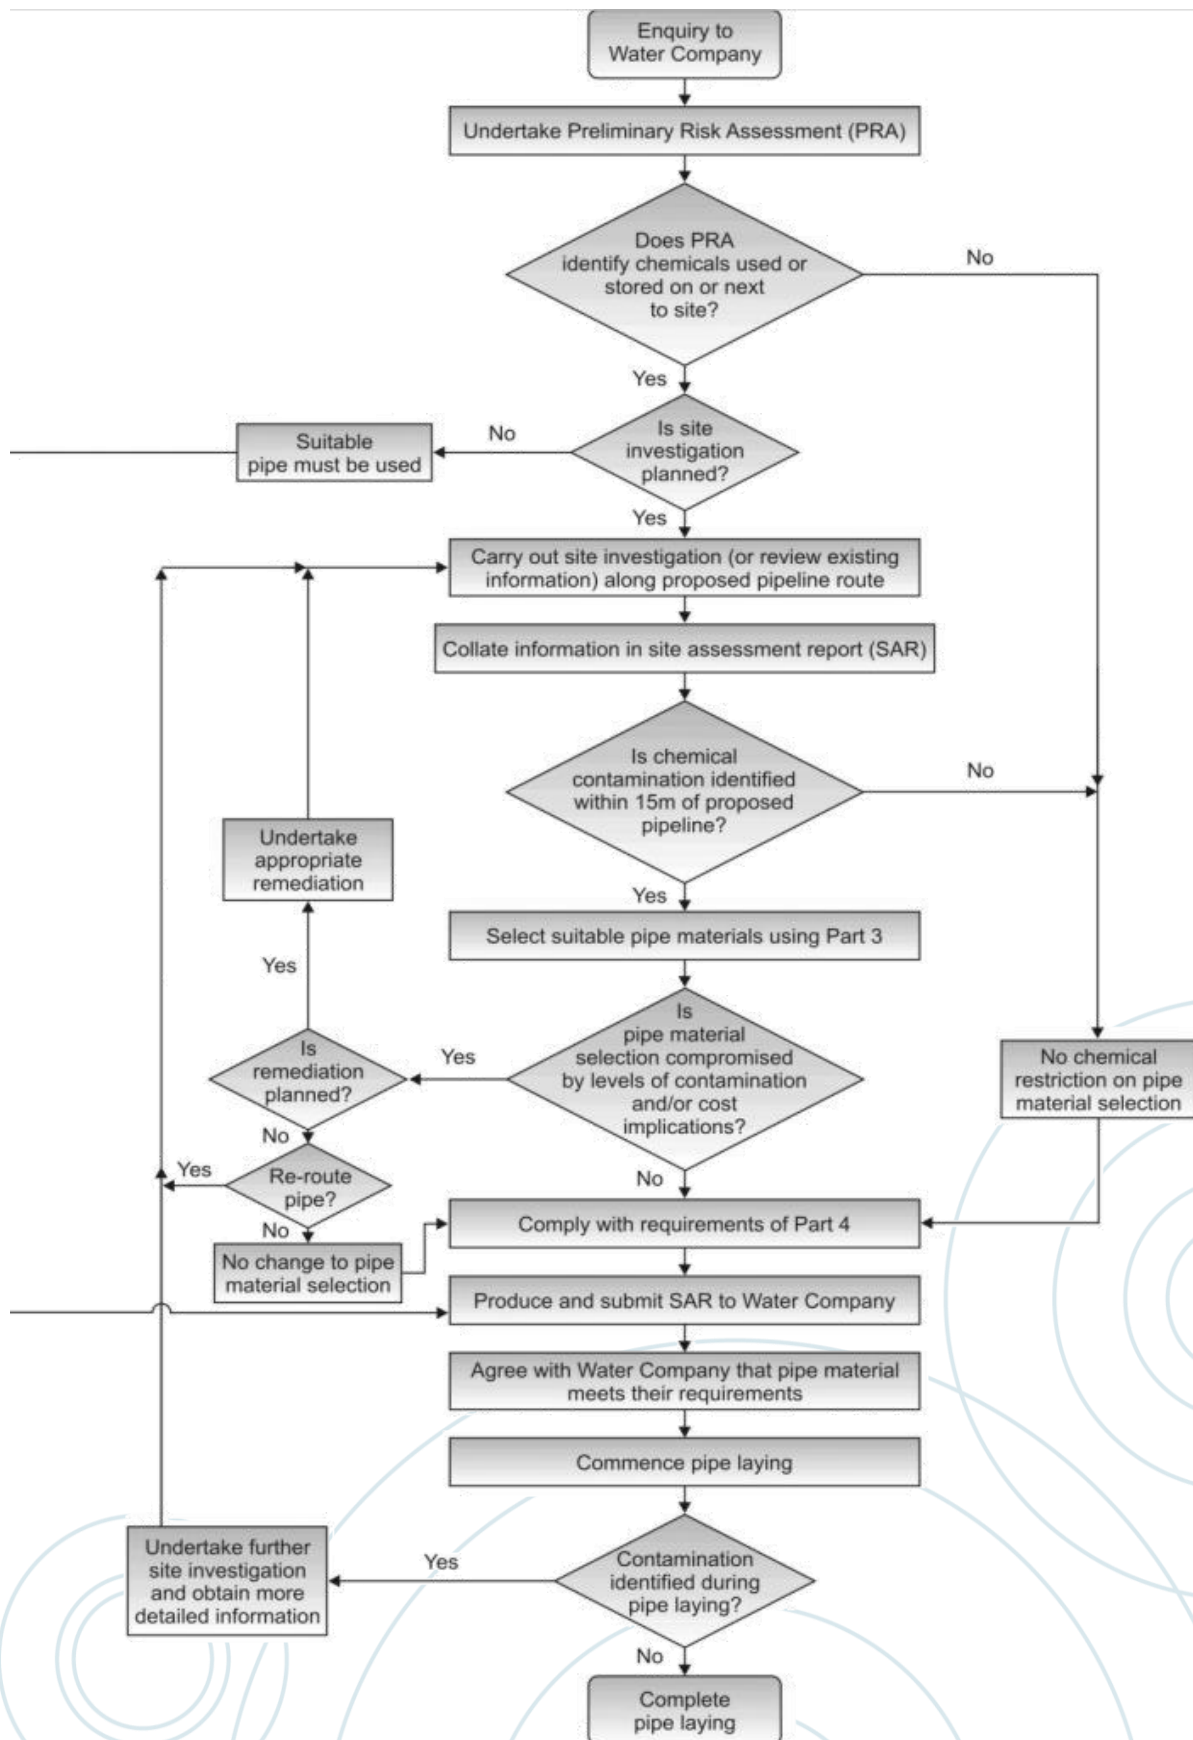 Enquiry to
Water Company
Undertake Preliminary Risk Assessment (PRA)
Does PRA
identify chemicals used or
stored on or next
to site?
No
Yes
Is site
investigation
planned?
No
Suitable
pipe must be used
Yes
Carry out site investigation (or review existing
information) along proposed pipeline route
Collate information in site assessment report (SAR)
Is chemical
contamination identified
within 15m of proposed
pipeline?
No
Yes
Undertake
appropriate
remediation
Select suitable pipe materials using Part 3
Yes
Is
pipe material
selection compromised
by levels of contamination
and/or cost
implications?
Yes
Is
remediation
planned?
No chemical
restriction on pipe
material selection
No
Re-route
pipe?
Yes
No
No
No change to pipe
material selection
Comply with requirements of Part 4
Produce and submit SAR to Water Company
Agree with Water Company that pipe material
meets their requirements
Commence pipe laying
Contamination
identified during
pipe laying?
Yes
Undertake further
site investigation
and obtain more
detailed information
No
Complete
pipe laying